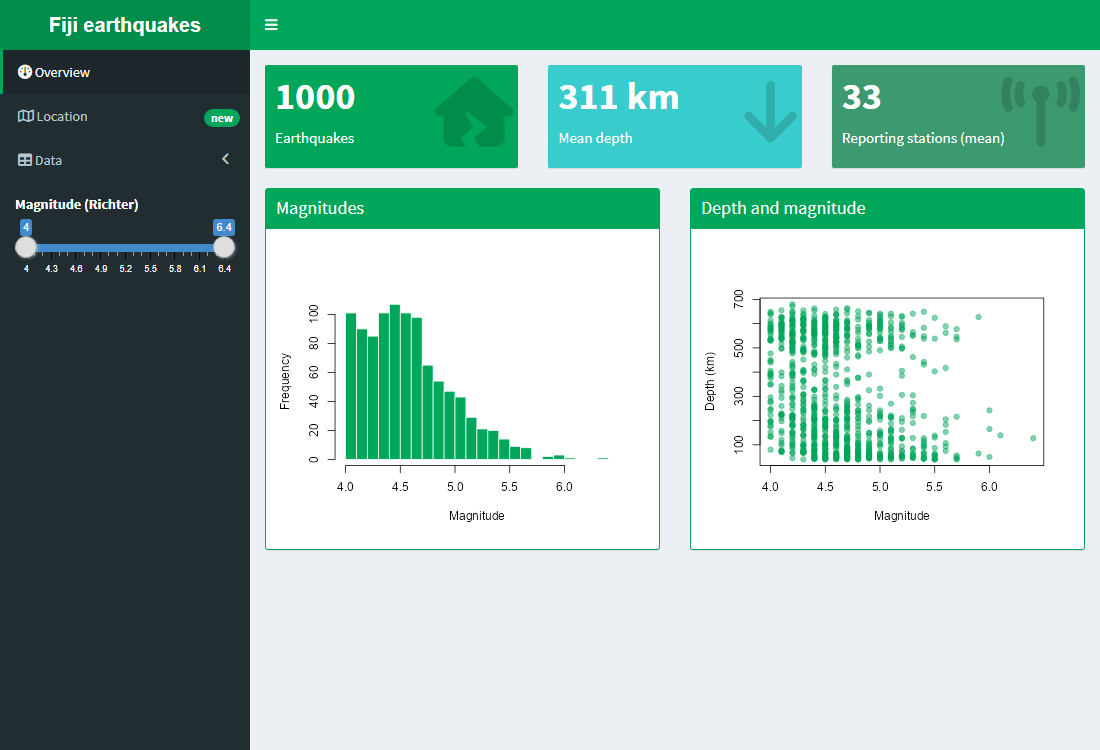 Fiji earthquakes
Overview
Location new
Data
Magnitude (Richter)
4 6.4
4 4.3 4.6 4.9 5.2 5.5 5.8 6.1 6.4
1000
Earthquakes
311 km
Mean depth
33
Reporting stations (mean)
Magnitudes
Frequency
0 20 40 60 80 100
4.0 4.5 5.0 5.5 6.0
Magnitude
Depth and magnitude
Depth (km)
100 300 500 700
4.0 4.5 5.0 5.5 6.0
Magnitude